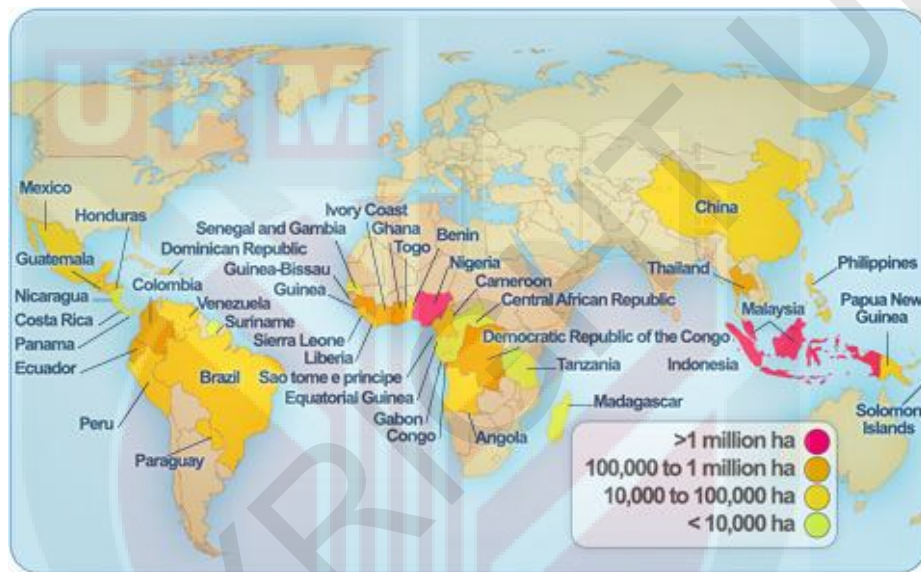 UPM
Mexico
Honduras
Guatemala
Dominican Republic
Colombia
Nicaragua
Costa Rica
Panama
Ecuador
Venezuela
Suriname
Brazil
Peru
Paraguay
Ivory Coast
Ghana
Togo
Benin
Senegal and Gambia
Guinea-Bissau
Guinea
Nigeria
Cameroon
Central African Republic
Sierra Leone
Liberia
Democratic Republic of the Congo
Sao tome e principe
Equatorial Guinea
Gabon
Congo
Angola
Tanzania
Madagascar
China
Thailand
Philippines
Malaysia
Papua New
Guinea
Indonesia
Solomon
Islands
>1 million ha
100,000 to 1 million ha
10,000 to 100,000 ha
< 10,000 ha